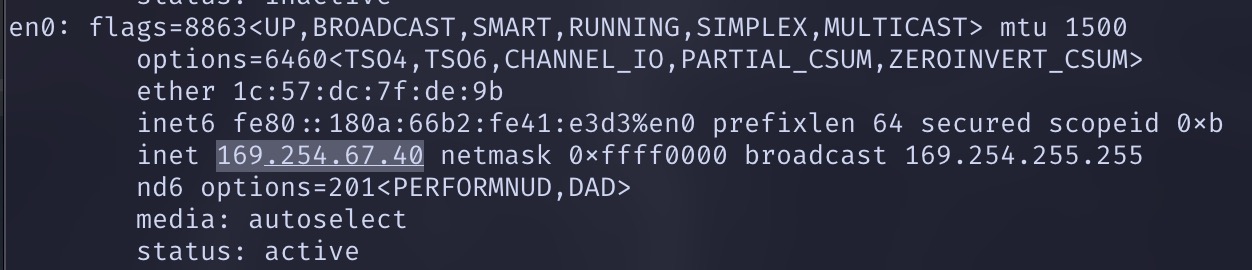 status: inactive
en0: flags=8863<UP,BROADCAST,SMART,RUNNING,SIMPLEX,MULTICAST> mtu 1500
options=6460<TSO4,TSO6,CHANNEL_IO,PARTIAL_CSUM,ZEROINVERT_CSUM>
ether 1c:57:dc:7f:de:9b
inet6 fe80::180a:66b2:fe41:e3d3%en0 prefixlen 64 secured scopeid 0xb
inet 169.254.67.40 netmask 0xffff0000 broadcast 169.254.255.255
nd6 options=201<PERFORMNUD,DAD>
media: autoselect
status: active